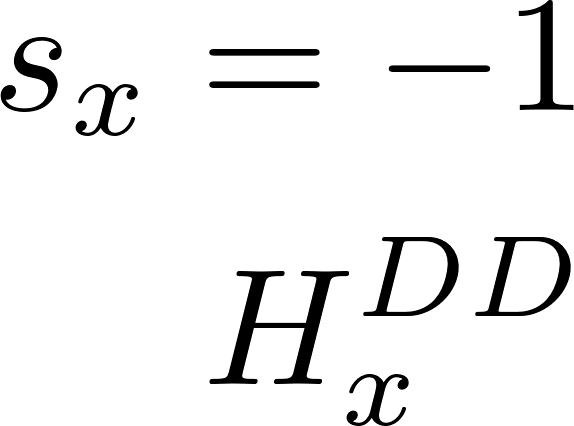 $s_x = -1$
$H_x^{DD}$